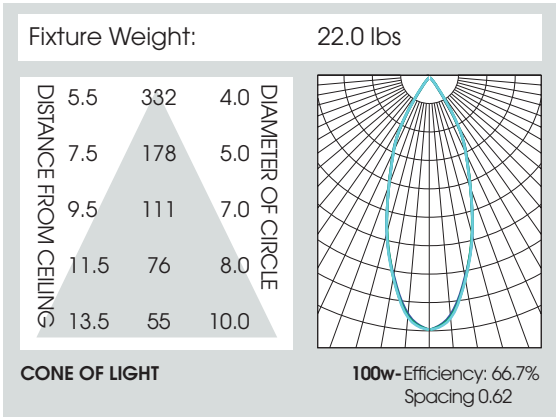 Fixture Weight: 22.0 lbs
DISTANCE FROM CEILING
5.5 332 4.0
7.5 178 5.0
9.5 111 7.0
11.5 76 8.0
13.5 55 10.0
DIAMETER OF CIRCLE
CONE OF LIGHT
100w-Efficiency: 66.7%
Spacing 0.62